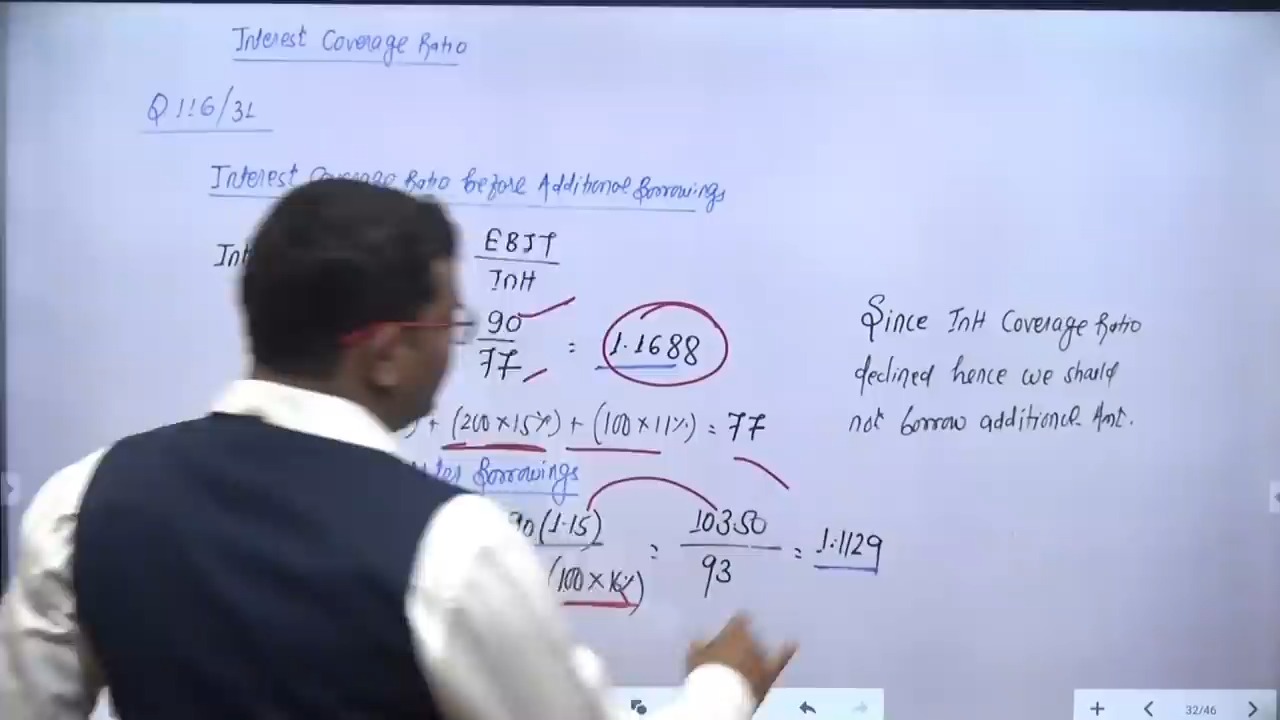 Interest Coverage Ratio
Q 116/31
Interest Coverage Ratio before Additional Borrowings
EBIT
Int
90
77
= 1.1688
+ (200×15%) + (100×11%) = 77
Borrowings
90(1.15)
(100×16%)
= 103.50
93
= 1.1129
Since Int Coverage Ratio
declined hence we should
not borrow additional Amt.
32/46